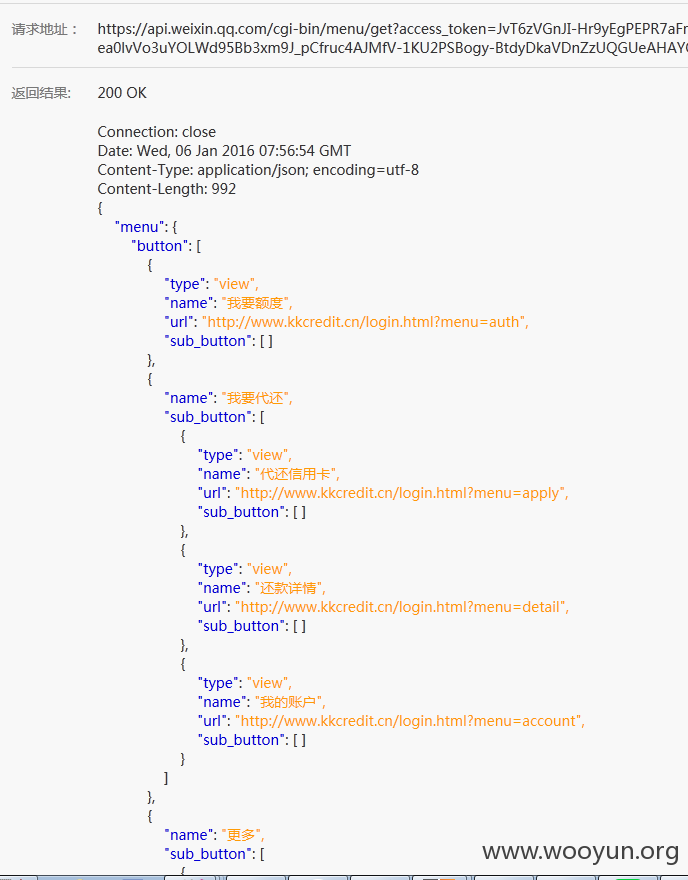 请求地址：
https://api.weixin.qq.com/cgi-bin/menu/get?access_token=JvT6zVGnJI-Hr9yEgPEPR7aFr
ea0IvVo3uYOLWd95Bb3xm9J_pCfruc4AJMfV-1KU2PSBogy-BtdyDkaVDnZzUQGUeAHAY
返回结果:
200 OK
Connection: close
Date: Wed, 06 Jan 2016 07:56:54 GMT
Content-Type: application/json; encoding=utf-8
Content-Length: 992
{
"menu": {
"button": [
{
"type": "view",
"name": "我要额度",
"url": "http://www.kkcredit.cn/login.html?menu=auth",
"sub_button": [ ]
},
{
"name": "我要代还",
"sub_button": [
{
"type": "view",
"name": "代还信用卡",
"url": "http://www.kkcredit.cn/login.html?menu=apply",
"sub_button": [ ]
},
{
"type": "view",
"name": "还款详情",
"url": "http://www.kkcredit.cn/login.html?menu=detail",
"sub_button": [ ]
},
{
"type": "view",
"name": "我的账户",
"url": "http://www.kkcredit.cn/login.html?menu=account",
"sub_button": [ ]
}
]
},
{
"name": "更多",
"sub_button": [
{
www.wooyun.org